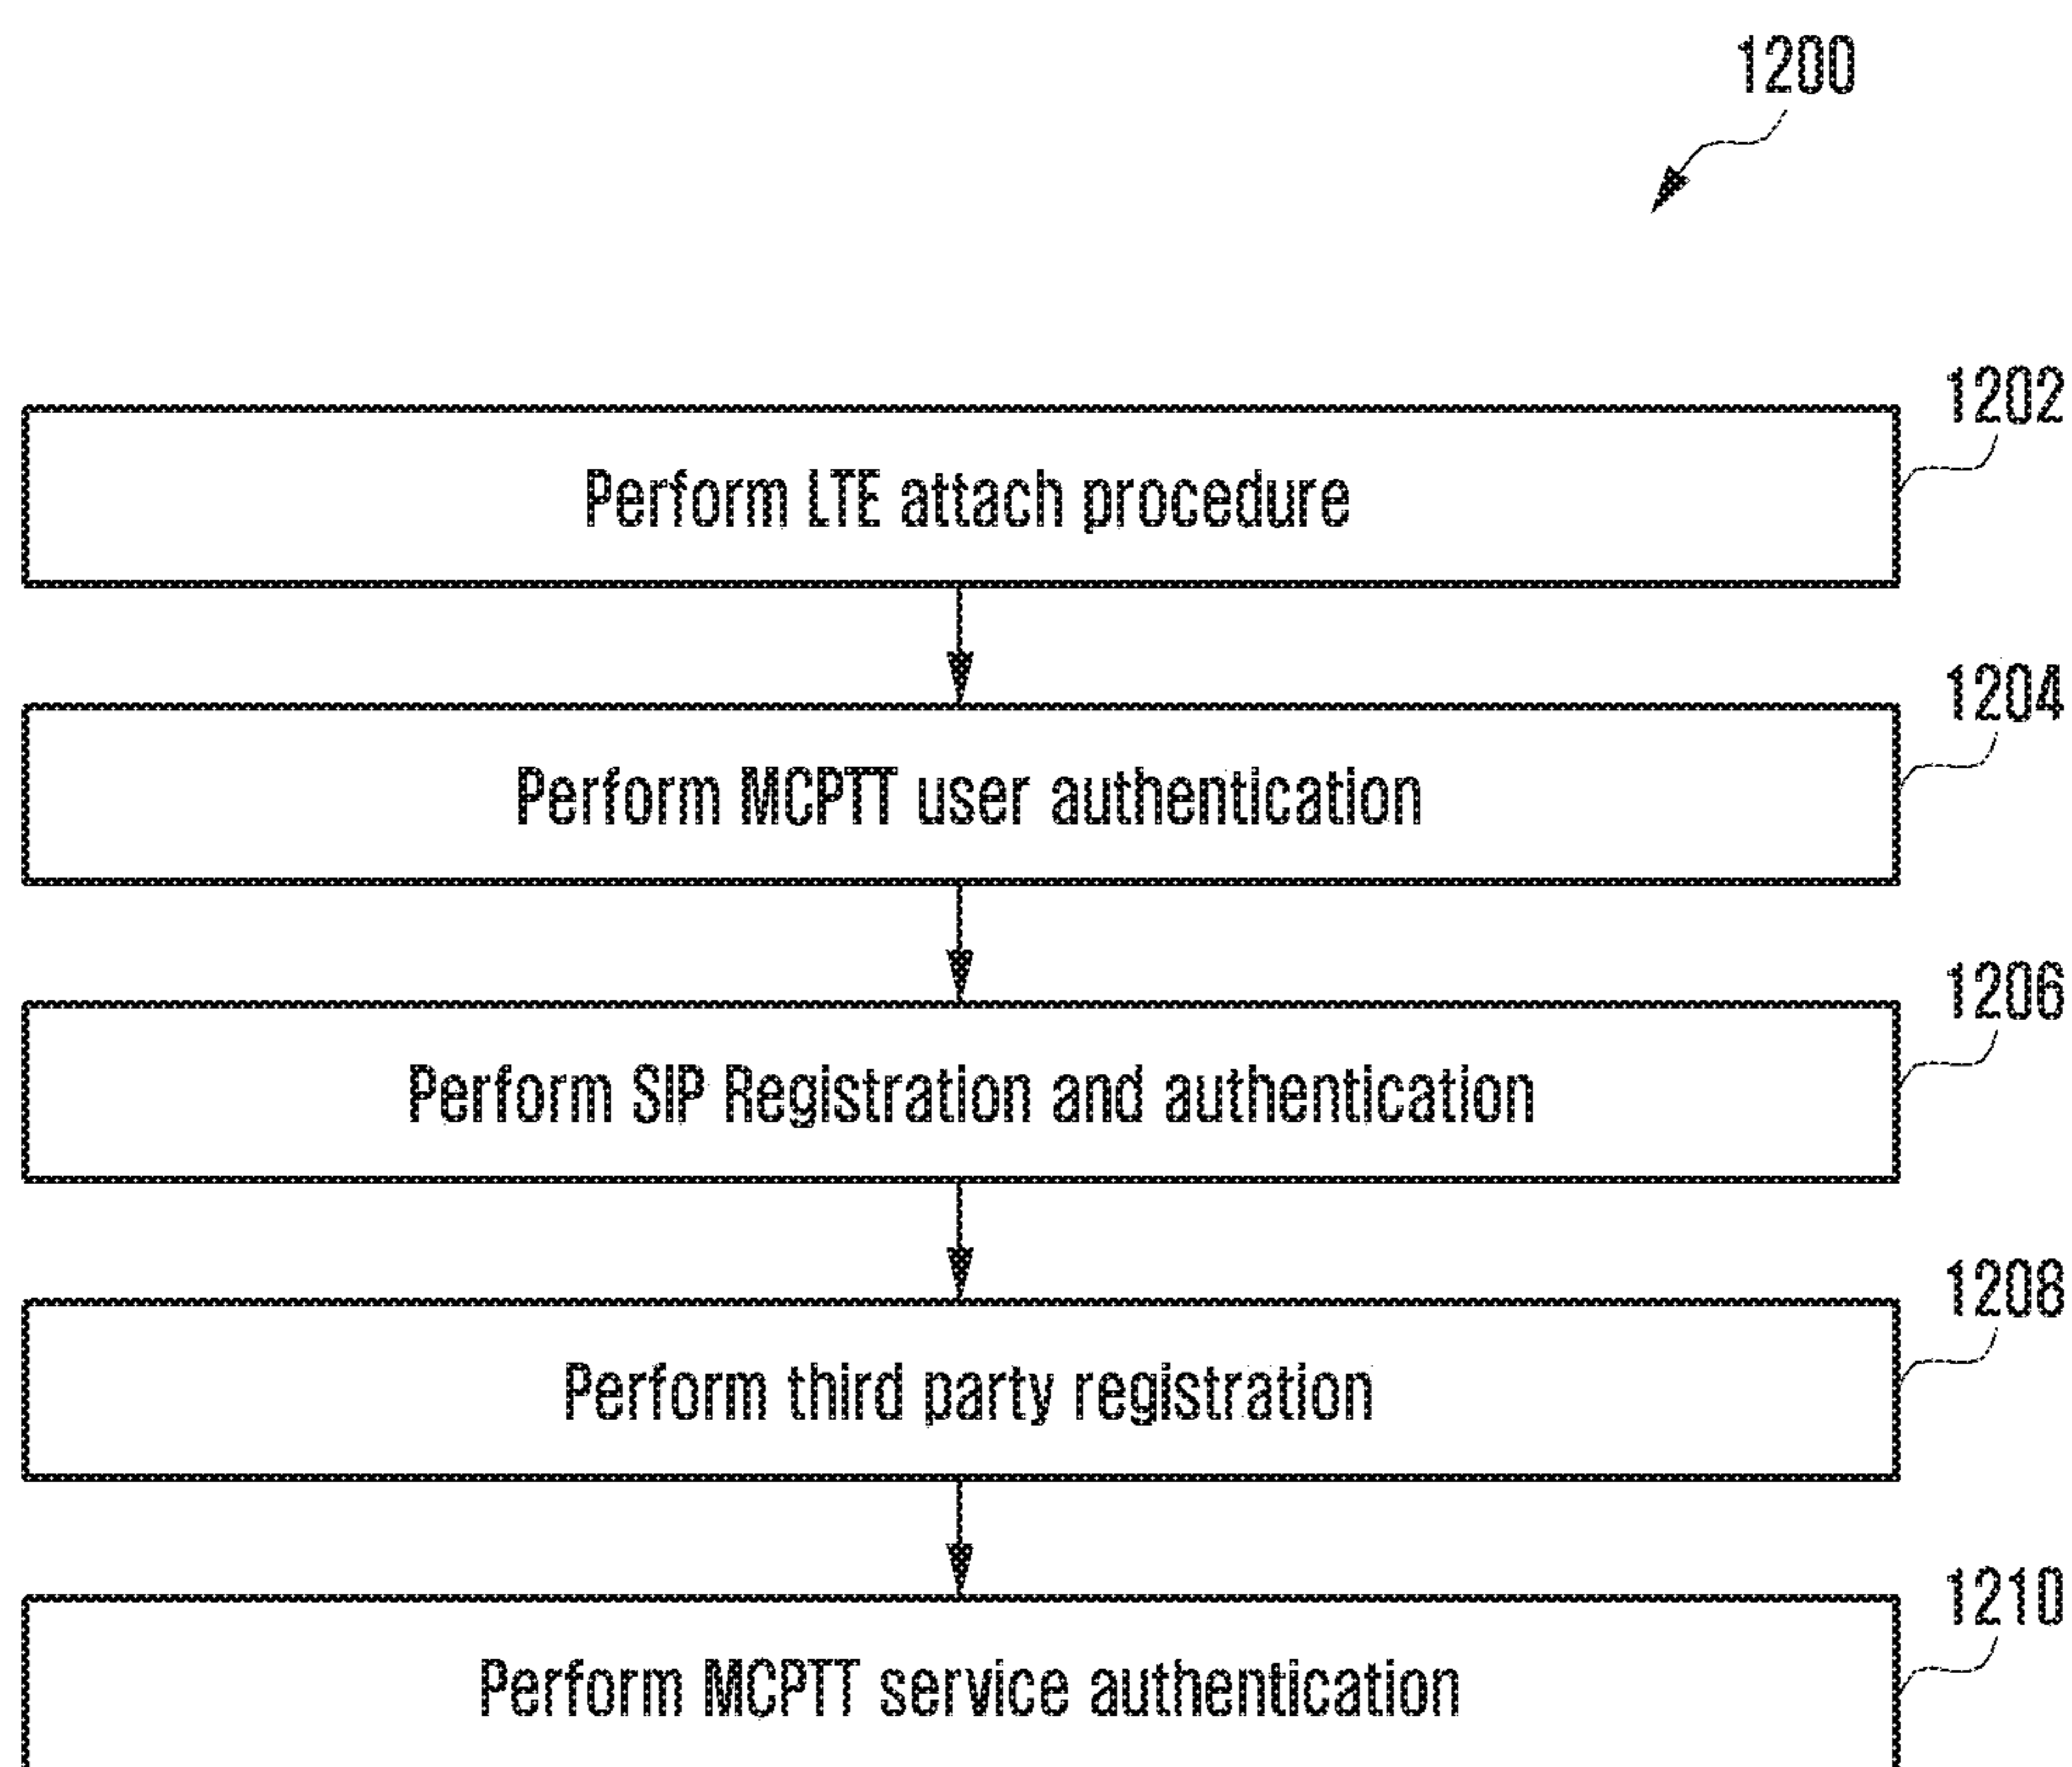 1200
1202
Perform LTE attach procedure
1204
Perform MCPTT user authentication
1206
Perform SIP Registration and authentication
1208
Perform third party registration
1210
Perform MCPTT service authentication